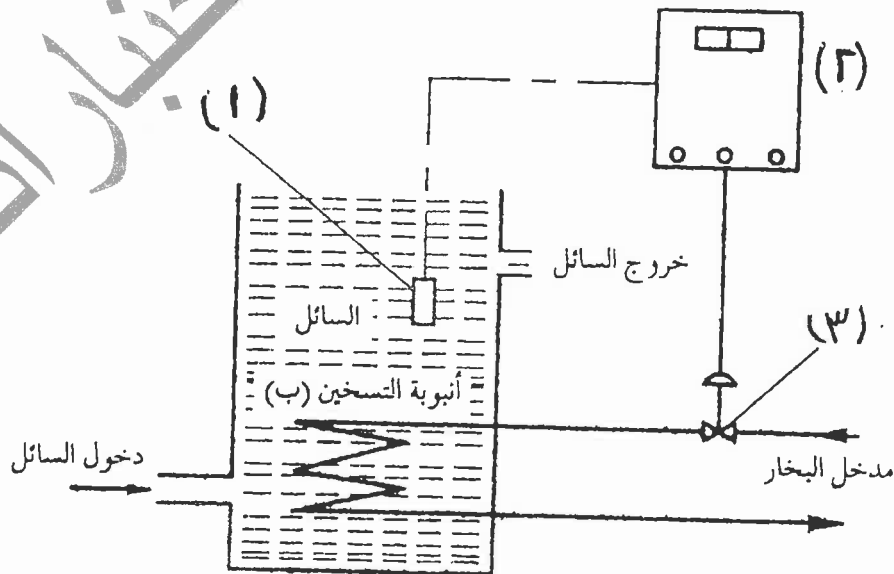 (١)
(٢)
خروج السائل
السائل
(٣)
أنبوبة التسخين (ب)
دخول السائل
مدخل البخار